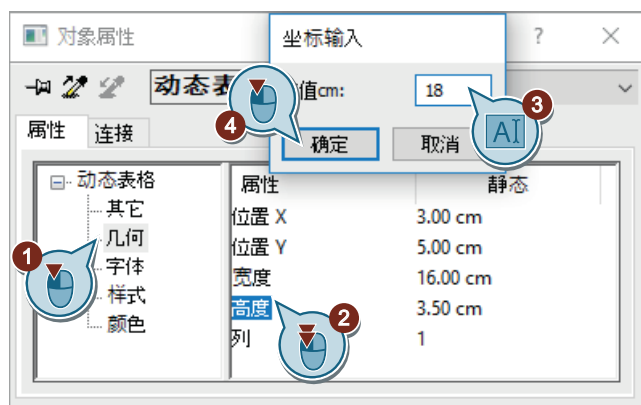 对象属性
坐标输入
?
动态表
值cm:
18
3
4
确定
取消
AI
属性
连接
动态表格
其它
几何
字体
样式
颜色
1
属性
静态
位置 X
3.00 cm
位置 Y
5.00 cm
宽度
16.00 cm
高度
3.50 cm
2
列
1